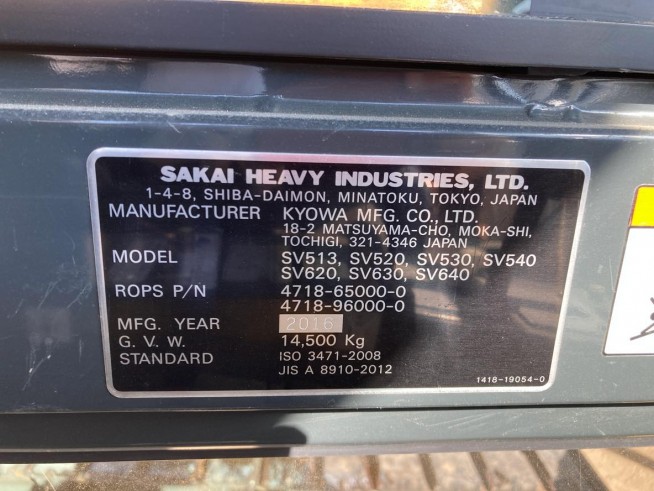 SAKAI HEAVY INDUSTRIES, LTD.
1-4-8, SHIBA-DAIMON, MINATOKU, TOKYO, JAPAN
MANUFACTURER KYOWA MFG. CO., LTD.
18-2 MATSUYAMA-CHO, MOKA-SHI,
TOCHIGI, 321-4346 JAPAN
MODEL SV513, SV520, SV530, SV540
SV620, SV630, SV640
ROPS P/N 4718-65000-0
4718-96000-0
MFG. YEAR 2016
G. V. W. 14,500 Kg
STANDARD ISO 3471-2008
JIS A 8910-2012
1418-19054-0